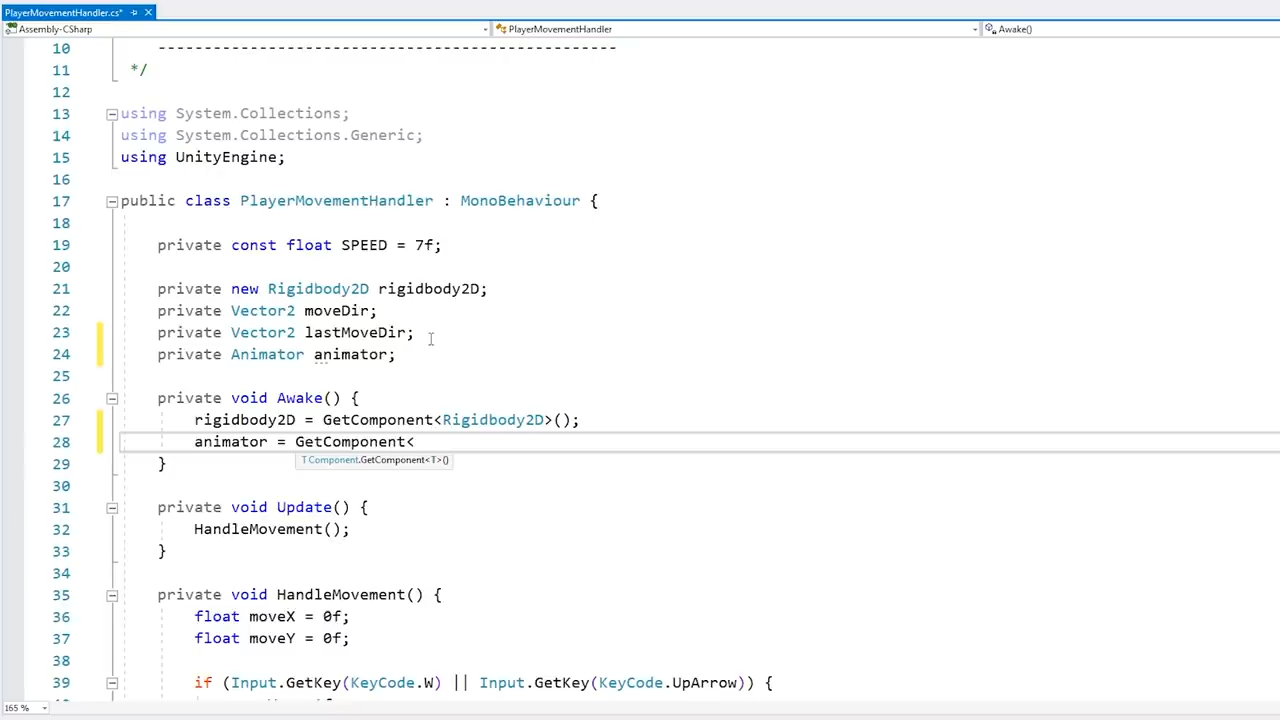 PlayerMovementHandler.cs*
Assembly-CSharp PlayerMovementHandler Awake()
10 --------------------------------------------------
11 */
12
13 using System.Collections;
14 using System.Collections.Generic;
15 using UnityEngine;
16
17 public class PlayerMovementHandler : MonoBehaviour {
18
19 private const float SPEED = 7f;
20
21 private new Rigidbody2D rigidbody2D;
22 private Vector2 moveDir;
23 private Vector2 lastMoveDir;
24 private Animator animator;
25
26 private void Awake() {
27 rigidbody2D = GetComponent<Rigidbody2D>();
28 animator = GetComponent<
T Component.GetComponent<T>()
29 }
30
31 private void Update() {
32 HandleMovement();
33 }
34
35 private void HandleMovement() {
36 float moveX = 0f;
37 float moveY = 0f;
38
39 if (Input.GetKey(KeyCode.W) || Input.GetKey(KeyCode.UpArrow)) {
165 %